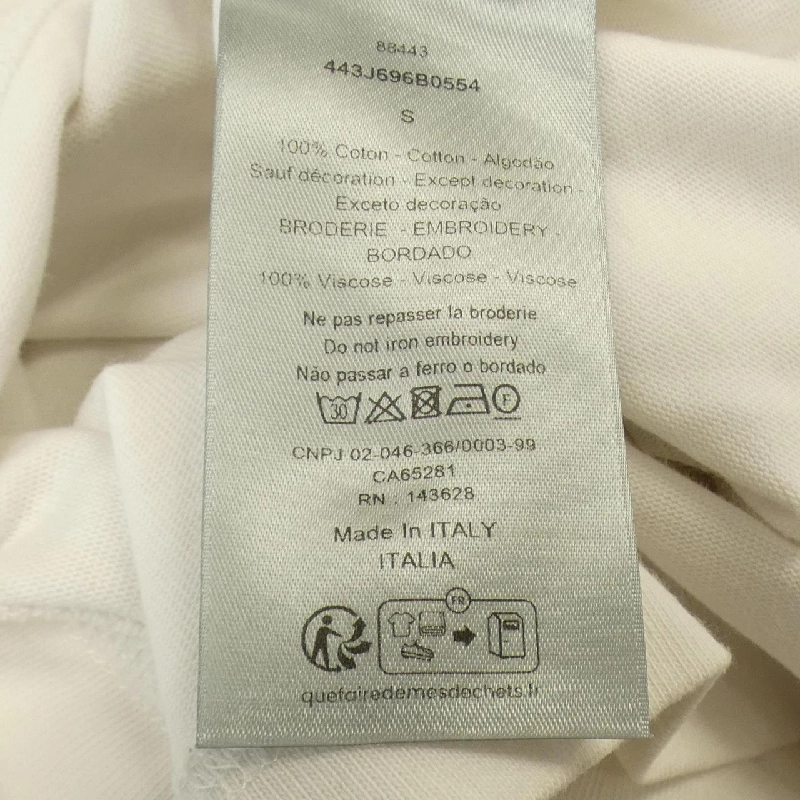 88443
443J696B0554
S
100% Coton - Cotton - Algodão
Sauf décoration - Except decoration -
Exceto decoração
BRODERIE - EMBROIDERY -
BORDADO
100% Viscose - Viscose - Viscose
Ne pas repasser la broderie
Do not iron embroidery
Não passar a ferro o bordado
30 F
CNPJ 02-046-366/0003-99
CA65281
RN : 143628
Made In ITALY
ITALIA
FR
quefairedemesdechets.fr